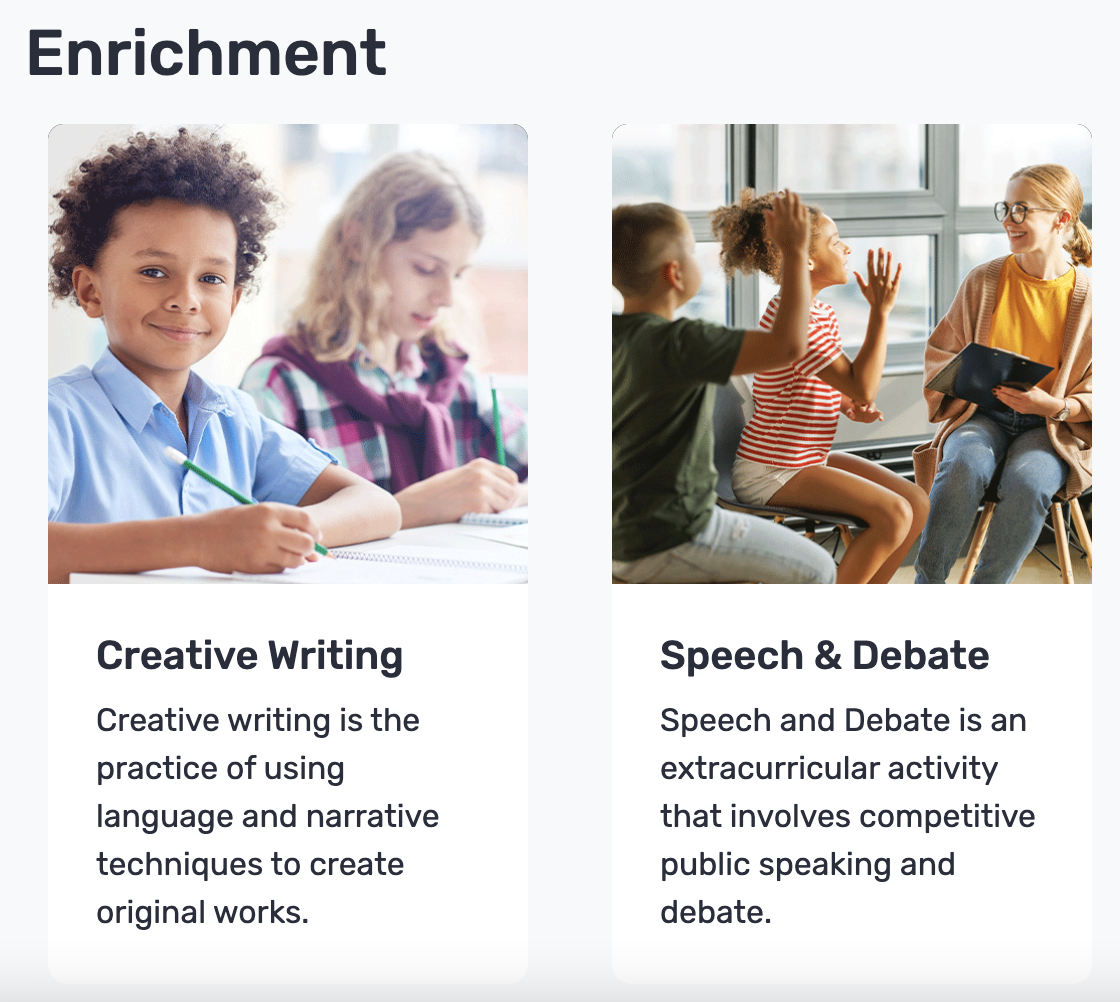 Enrichment
Creative Writing
Creative writing is the
practice of using
language and narrative
techniques to create
original works.
Speech & Debate
Speech and Debate is an
extracurricular activity
that involves competitive
public speaking and
debate.